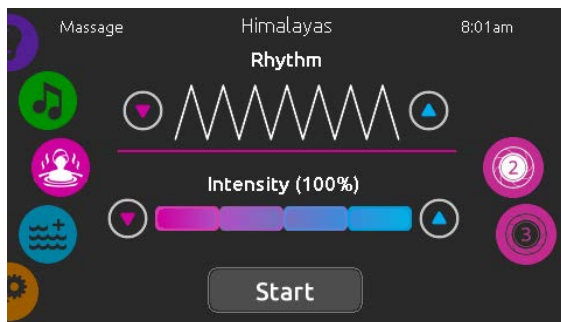 Massage Himalayas 8:01am
Rhythm
2
Intensity (100%)
3
Start